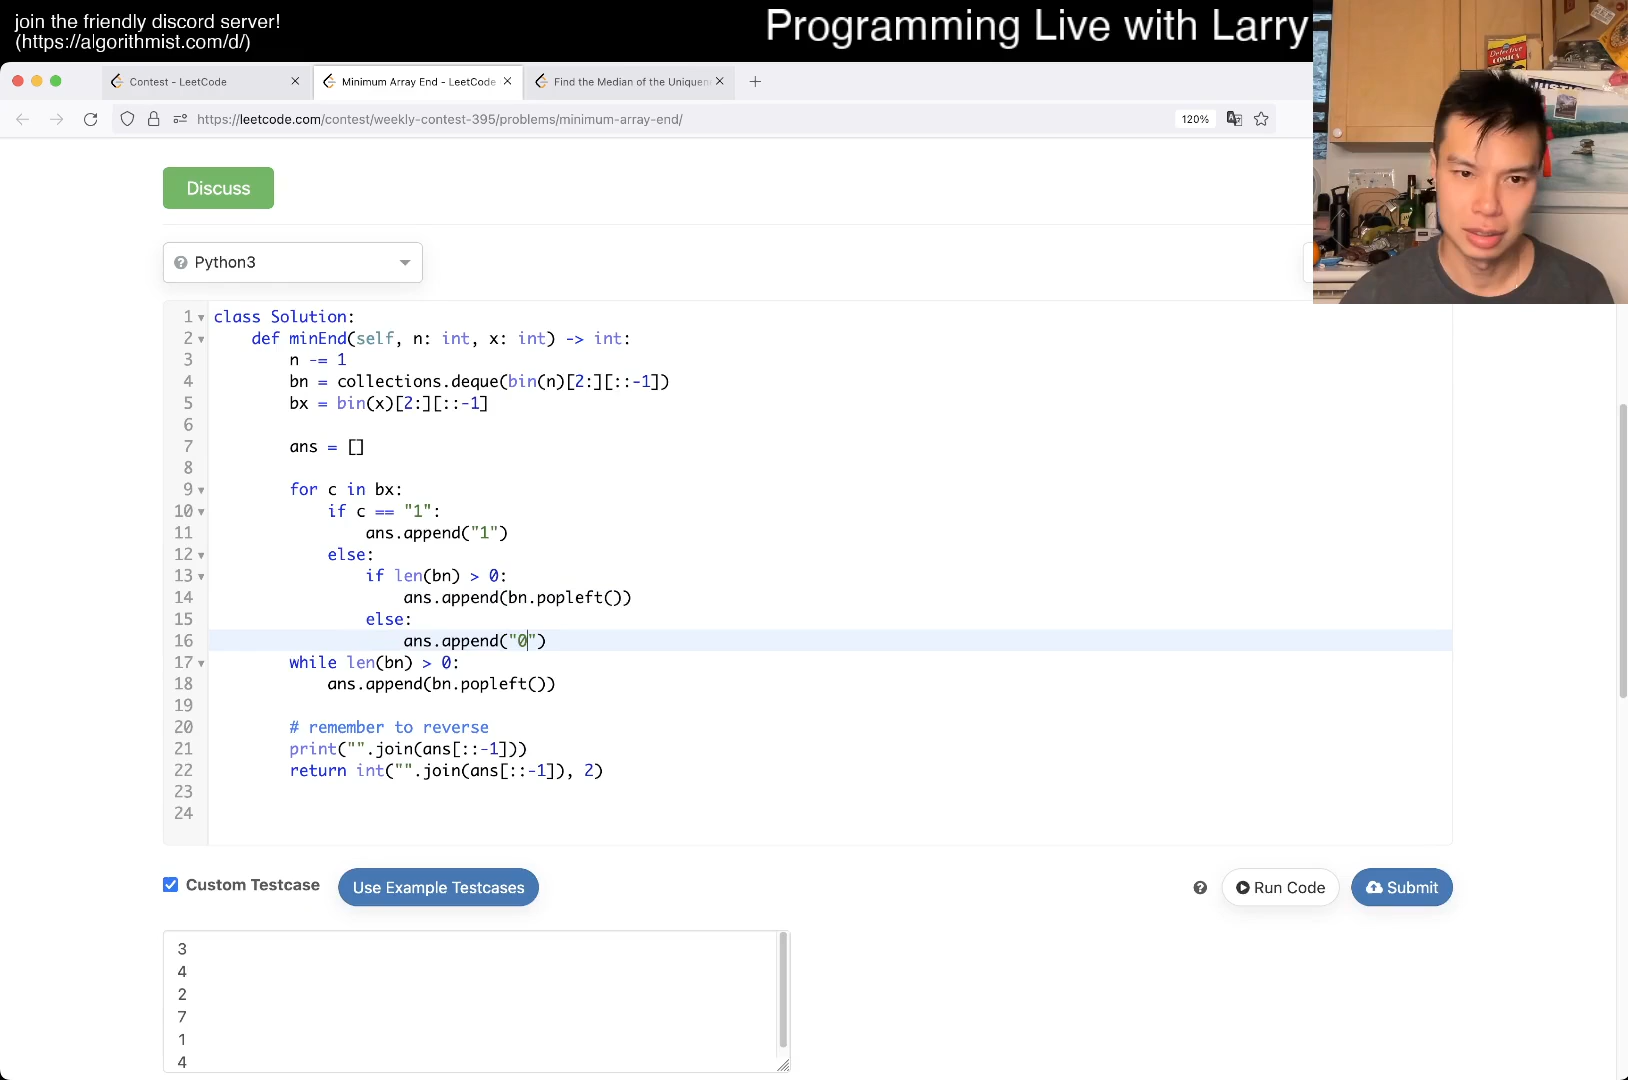 join the friendly discord server!
(https://algorithmist.com/d/)
Programming Live with Larry
Contest - LeetCode
Minimum Array End - LeetCode
Find the Median of the Uniquen
https://leetcode.com/contest/weekly-contest-395/problems/minimum-array-end/
120%
Discuss
Python3
1 class Solution:
2 def minEnd(self, n: int, x: int) -> int:
3 n -= 1
4 bn = collections.deque(bin(n)[2:][::-1])
5 bx = bin(x)[2:][::-1]
6
7 ans = []
8
9 for c in bx:
10 if c == "1":
11 ans.append("1")
12 else:
13 if len(bn) > 0:
14 ans.append(bn.popleft())
15 else:
16 ans.append("0")
17 while len(bn) > 0:
18 ans.append(bn.popleft())
19
20 # remember to reverse
21 print("".join(ans[::-1]))
22 return int("".join(ans[::-1]), 2)
23
24
Custom Testcase
Use Example Testcases
Run Code
Submit
3
4
2
7
1
4